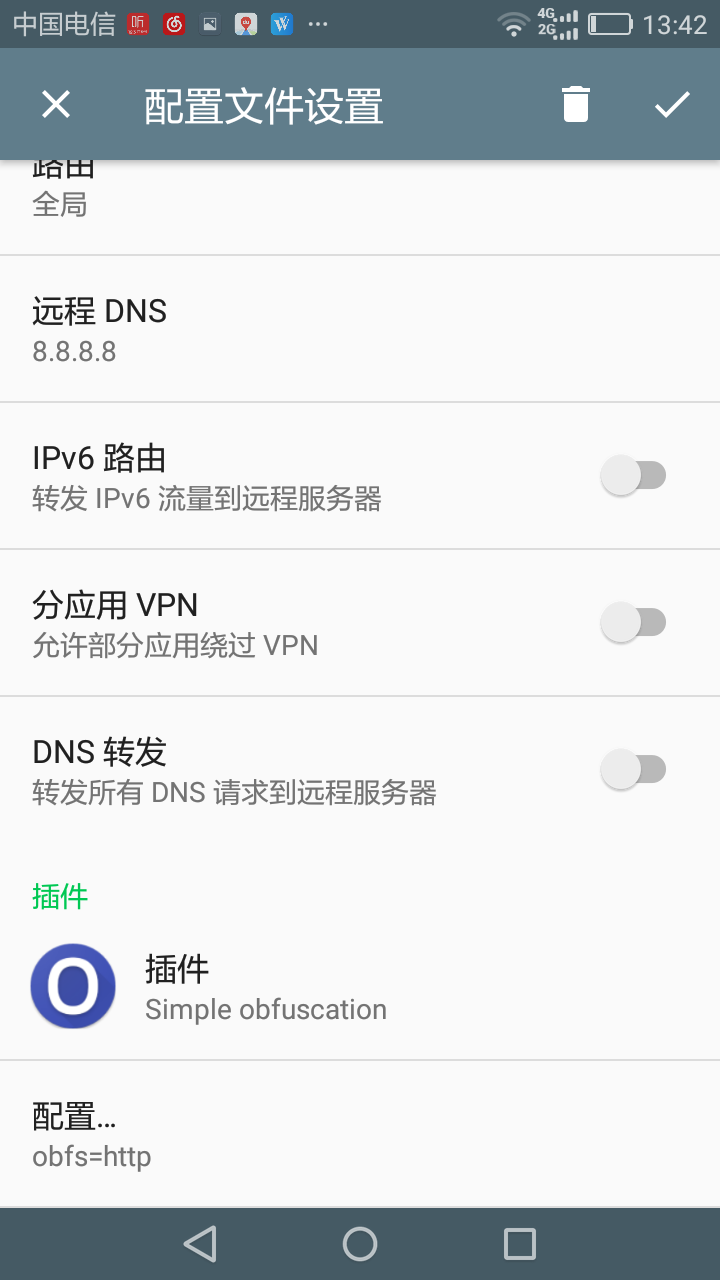 中国电信
4G
2G
13:42
配置文件设置
路由
全局
远程 DNS
8.8.8.8
IPv6 路由
转发 IPv6 流量到远程服务器
分应用 VPN
允许部分应用绕过 VPN
DNS 转发
转发所有 DNS 请求到远程服务器
插件
插件
Simple obfuscation
配置...
obfs=http